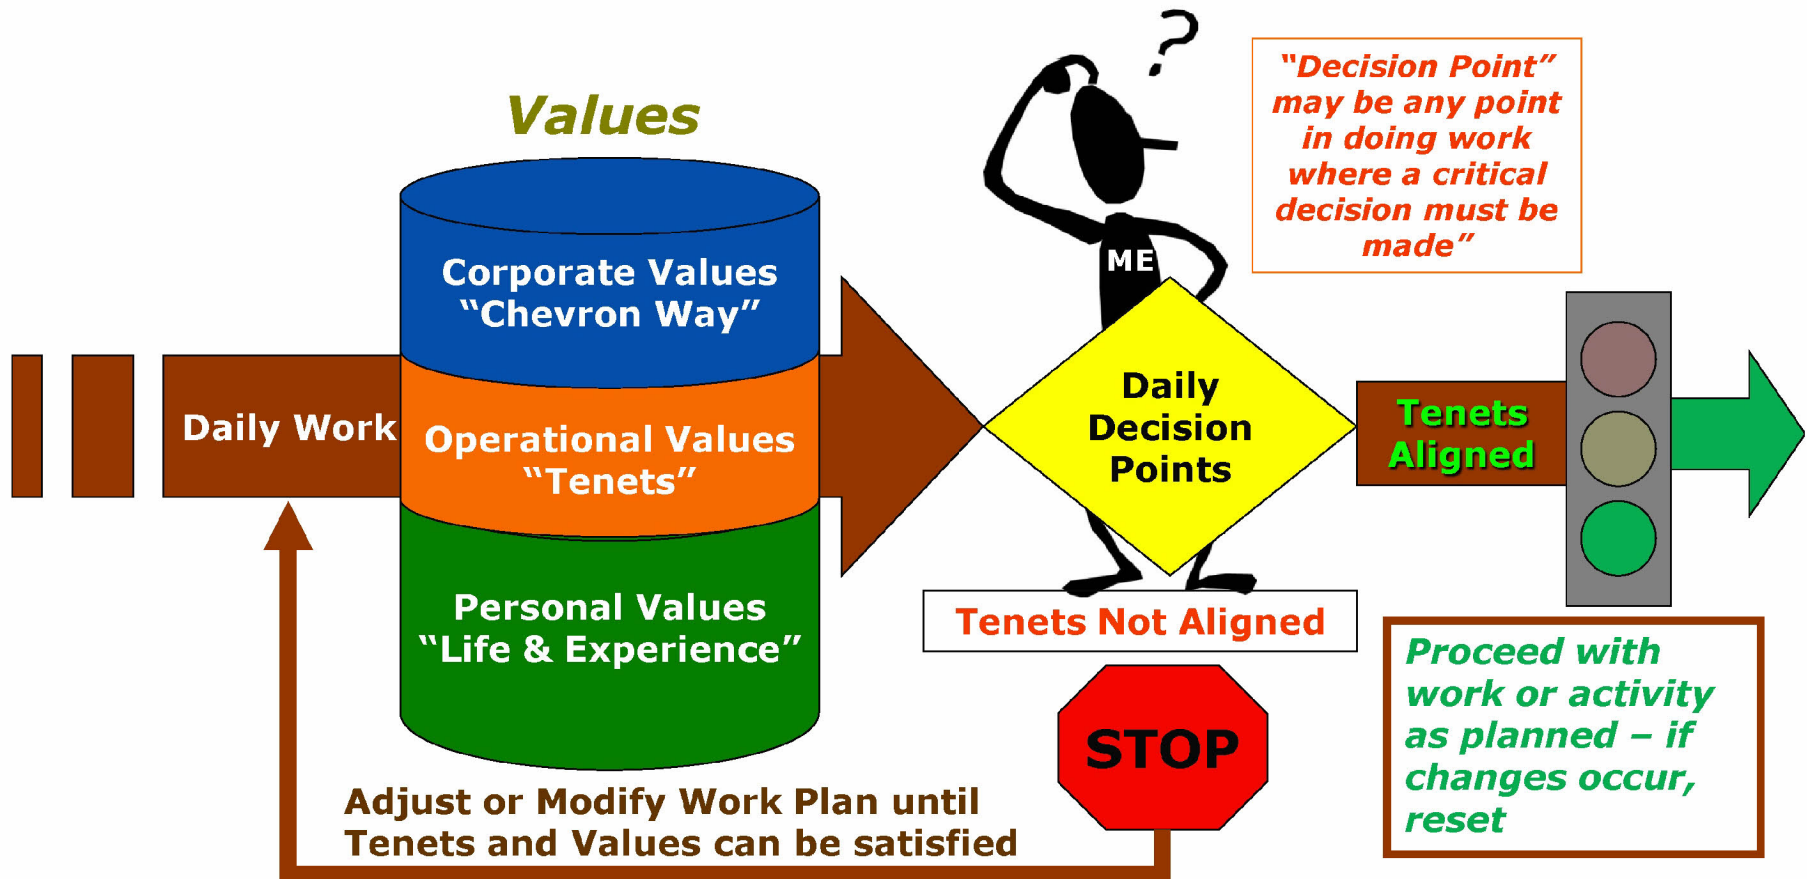 Values
Corporate Values
“Chevron Way”
Daily Work
Operational Values
“Tenets”
Personal Values
“Life & Experience”
?
ME
“Decision Point”
may be any point
in doing work
where a critical
decision must be
made”
Daily
Decision
Points
Tenets
Aligned
Tenets Not Aligned
STOP
Proceed with
work or activity
as planned – if
changes occur,
reset
Adjust or Modify Work Plan until
Tenets and Values can be satisfied